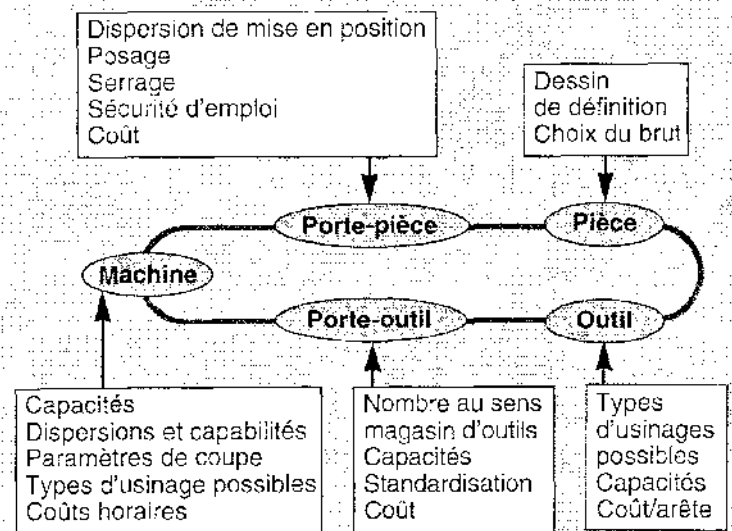 Dispersion de mise en position
Posage
Serrage
Sécurité d'emploi
Coût
Dessin
de définition
Choix du brut
Porte-pièce
Pièce
Machine
Porte-outil
Outil
Capacités
Dispersions et capabilités
Paramètres de coupe
Types d'usinage possibles
Coûts horaires
Nombre au sens
magasin d'outils
Capacités
Standardisation
Coût
Types
d'usinages
possibles
Capacités
Coût/arête